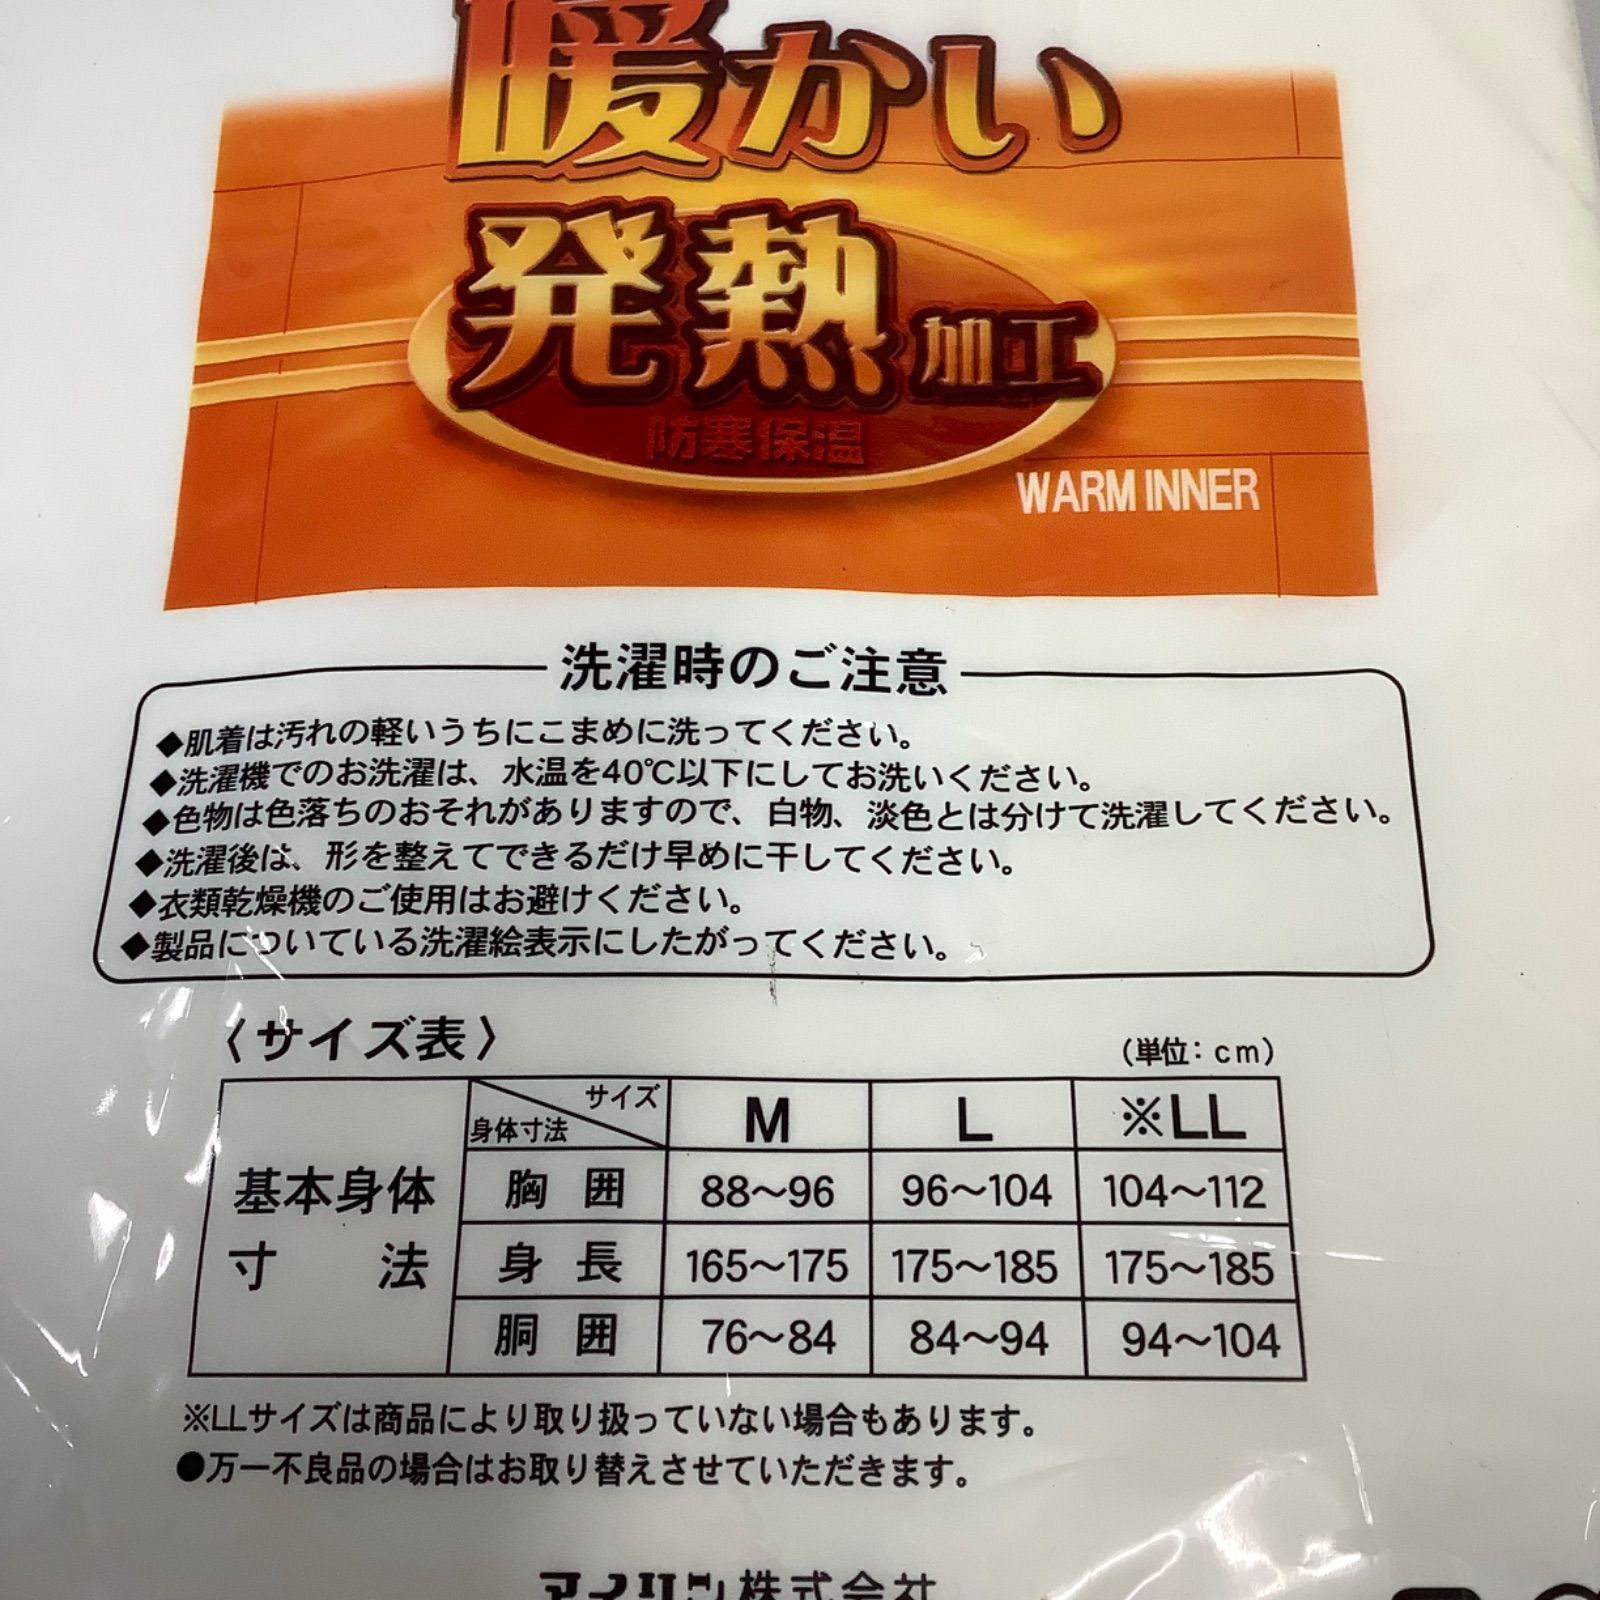 暖かい
発熱加工
防寒保温
WARM INNER
洗濯時のご注意
◆肌着は汚れの軽いうちにこまめに洗ってください。
◆洗濯機でのお洗濯は、水温を40℃以下にしてお洗いください。
◆色物は色落ちのおそれがありますので、白物、淡色とは分けて洗濯してください。
◆洗濯後は、形を整えてできるだけ早めに干してください。
◆衣類乾燥機のご使用はお避けください。
◆製品についている洗濯絵表示にしたがってください。
〈サイズ表〉 (単位：cm)
サイズ
身体寸法 M L ※LL
基本身体寸法
胸囲 88〜96 96〜104 104〜112
身長 165〜175 175〜185 175〜185
胴囲 76〜84 84〜94 94〜104
※LLサイズは商品により取り扱っていない場合もあります。
●万一不良品の場合はお取り替えさせていただきます。
株式会社